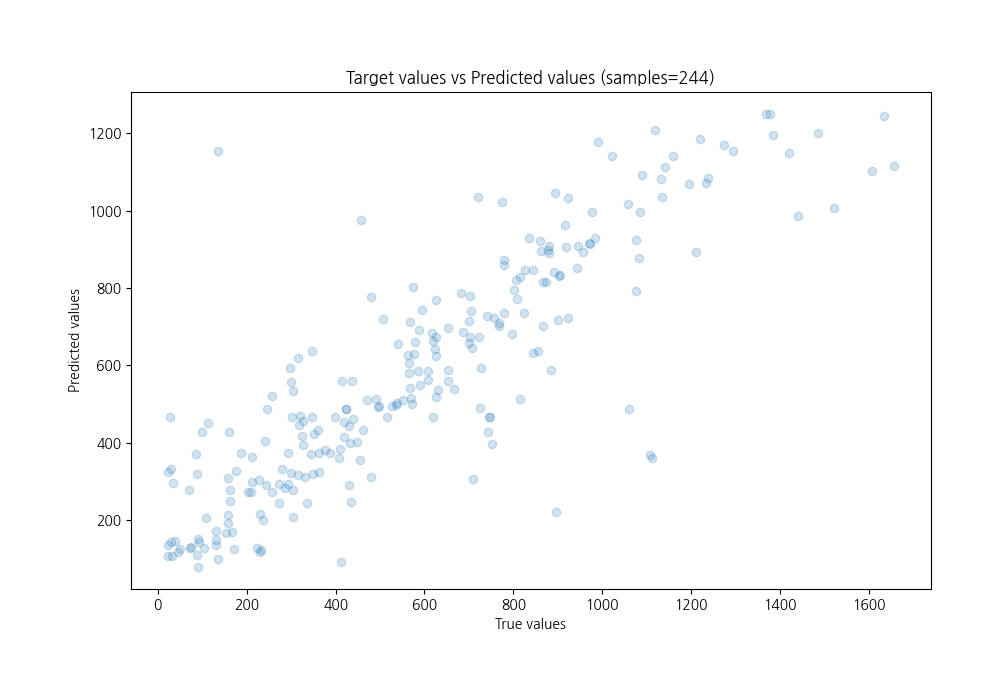 Target values vs Predicted values (samples=244)
1200
1000
800
600
400
200
Predicted values
0 200 400 600 800 1000 1200 1400 1600
True values